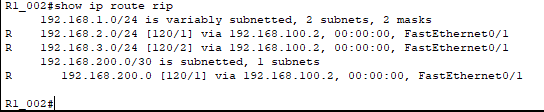 R1_002#show ip route rip
192.168.1.0/24 is variably subnetted, 2 subnets, 2 masks
R 192.168.2.0/24 [120/1] via 192.168.100.2, 00:00:00, FastEthernet0/1
R 192.168.3.0/24 [120/2] via 192.168.100.2, 00:00:00, FastEthernet0/1
192.168.200.0/30 is subnetted, 1 subnets
R 192.168.200.0 [120/1] via 192.168.100.2, 00:00:00, FastEthernet0/1
R1_002#